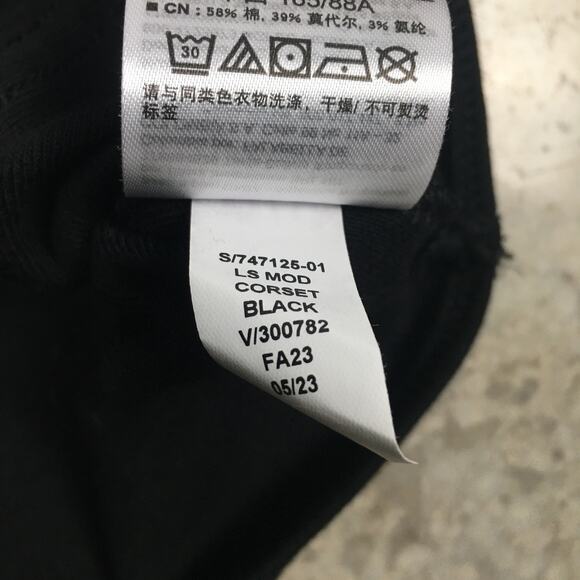 165/88A
■ CN : 58% 棉, 39% 莫代尔, 3% 氨纶
30
请与同类色衣物洗涤, 干燥/ 不可熨烫
标签
S/747125-01
LS MOD
CORSET
BLACK
V/300782
FA23
05/23